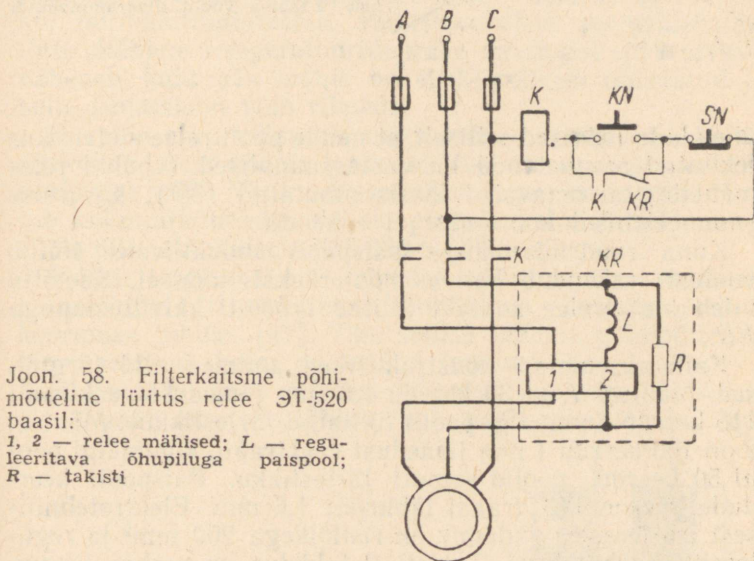 A B C
K KN SN
K KR
K KR
L
R
1 2
Joon. 58. Filterkaitsme põhi-
mõtteline lülitus relee ЭТ-520
baasil:
1, 2 — relee mähised; L — regu-
leeritava õhupiluga paispool;
R — takisti